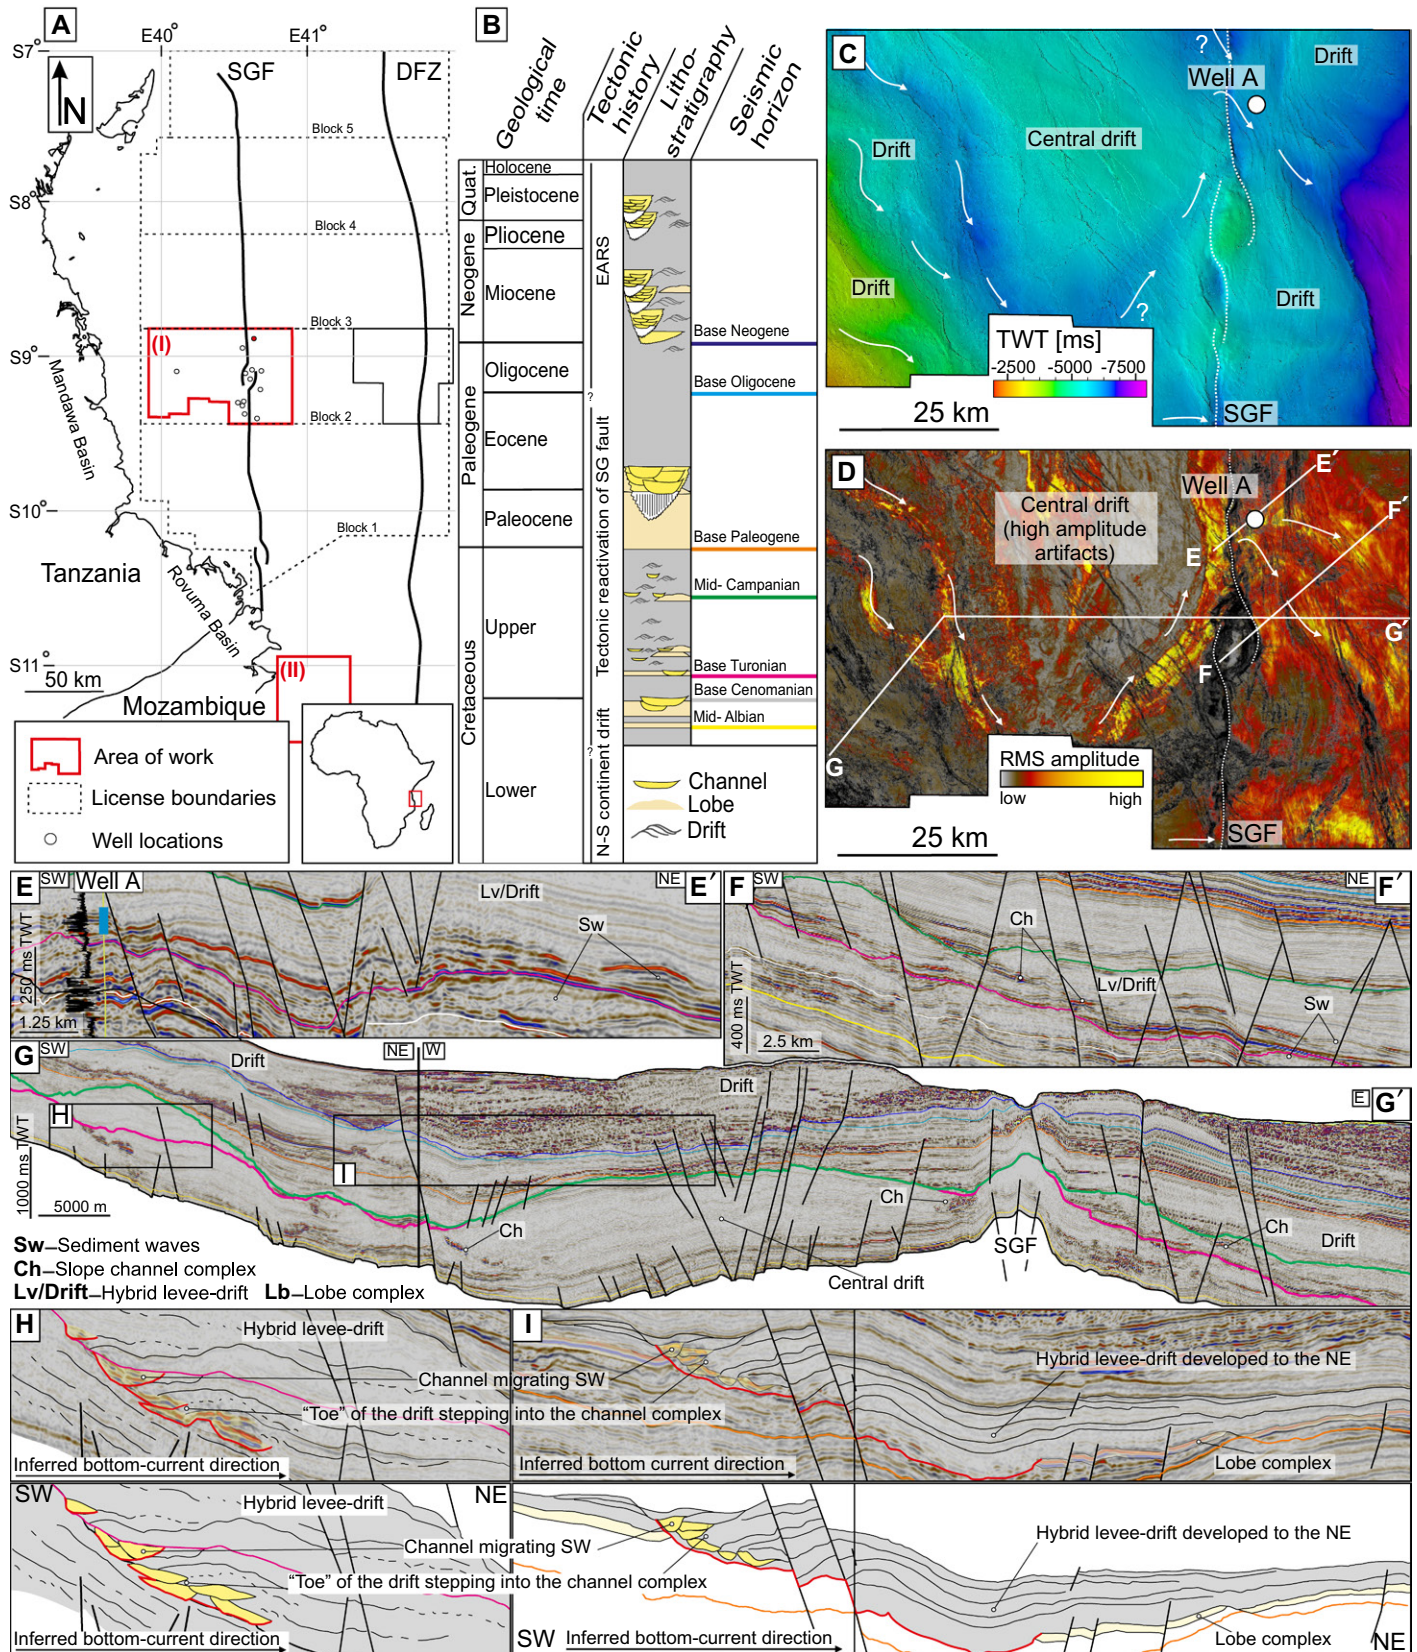 A
E40°
E41°
S7°
S8°
S9°
S10°
S11°
N
SGF
DFZ
Block 5
Block 4
Block 3
Block 2
Block 1
(I)
(II)
Mandawa Basin
Rovuma Basin
Tanzania
Mozambique
50 km
Area of work
License boundaries
Well locations
B
Geological time
Tectonic history
Litho-stratigraphy
Seismic horizon
Quat.
Neogene
Paleogene
Cretaceous
Holocene
Pleistocene
Pliocene
Miocene
Oligocene
Eocene
Paleocene
Upper
Lower
EARS
?
Tectonic reactivation of SG fault
?
N-S continent drift
Base Neogene
Base Oligocene
Base Paleogene
Mid- Campanian
Base Turonian
Base Cenomanian
Mid- Albian
Channel
Lobe
Drift
C
?
Drift
Well A
Central drift
Drift
Drift
Drift
?
TWT [ms]
-2500 -5000 -7500
25 km
SGF
D
Well A
E′
F′
Central drift
(high amplitude
artifacts)
E
G′
F
G
RMS amplitude
low high
25 km
SGF
E
SW
Well A
Lv/Drift
NE
E′
Sw
250 ms TWT
1.25 km
F
SW
NE
F′
Ch
Lv/Drift
Sw
400 ms TWT
2.5 km
G
SW
Drift
NE
W
Drift
E
G′
H
I
1000 ms TWT
5000 m
Ch
Ch
Ch
SGF
Drift
Central drift
Sw–Sediment waves
Ch–Slope channel complex
Lv/Drift–Hybrid levee-drift Lb–Lobe complex
H
Hybrid levee-drift
I
Hybrid levee-drift developed to the NE
Channel migrating SW
“Toe” of the drift stepping into the channel complex
Inferred bottom-current direction
Inferred bottom current direction
Lobe complex
SW
Hybrid levee-drift
NE
Channel migrating SW
Hybrid levee-drift developed to the NE
“Toe” of the drift stepping into the channel complex
Inferred bottom-current direction
SW
Inferred bottom-current direction
Lobe complex
NE